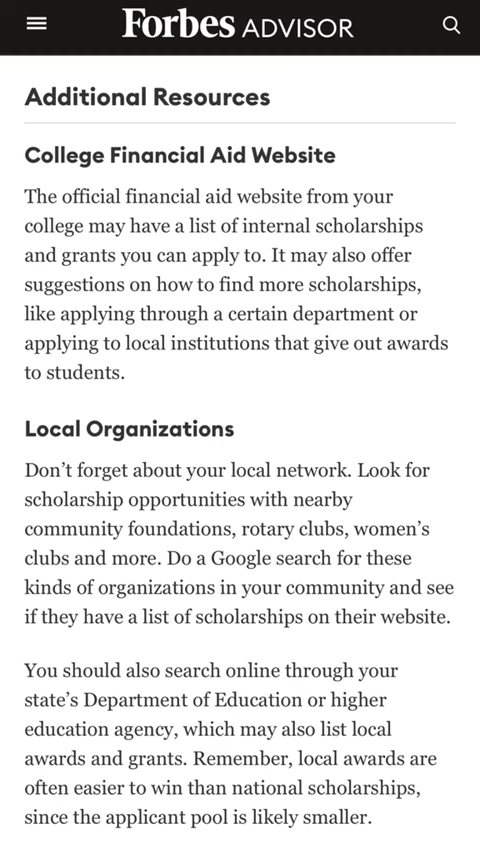 Forbes ADVISOR
Additional Resources
College Financial Aid Website
The official financial aid website from your
college may have a list of internal scholarships
and grants you can apply to. It may also offer
suggestions on how to find more scholarships,
like applying through a certain department or
applying to local institutions that give out awards
to students.
Local Organizations
Don’t forget about your local network. Look for
scholarship opportunities with nearby
community foundations, rotary clubs, women’s
clubs and more. Do a Google search for these
kinds of organizations in your community and see
if they have a list of scholarships on their website.
You should also search online through your
state’s Department of Education or higher
education agency, which may also list local
awards and grants. Remember, local awards are
often easier to win than national scholarships,
since the applicant pool is likely smaller.